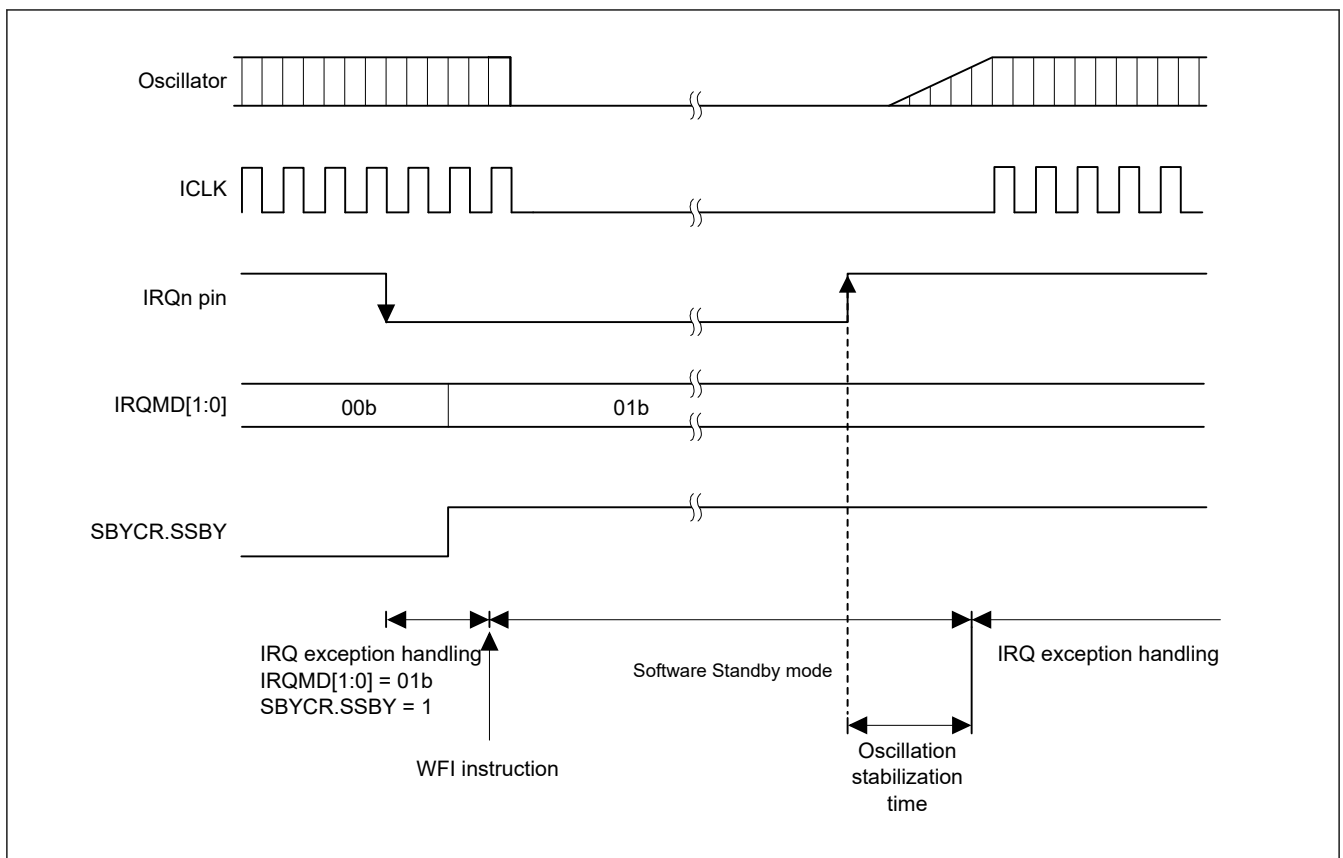 Oscillator
ICLK
IRQn pin
IRQMD[1:0]
00b
01b
SBYCR.SSBY
IRQ exception handling
IRQMD[1:0] = 01b
SBYCR.SSBY = 1
WFI instruction
Software Standby mode
Oscillation
stabilization
time
IRQ exception handling